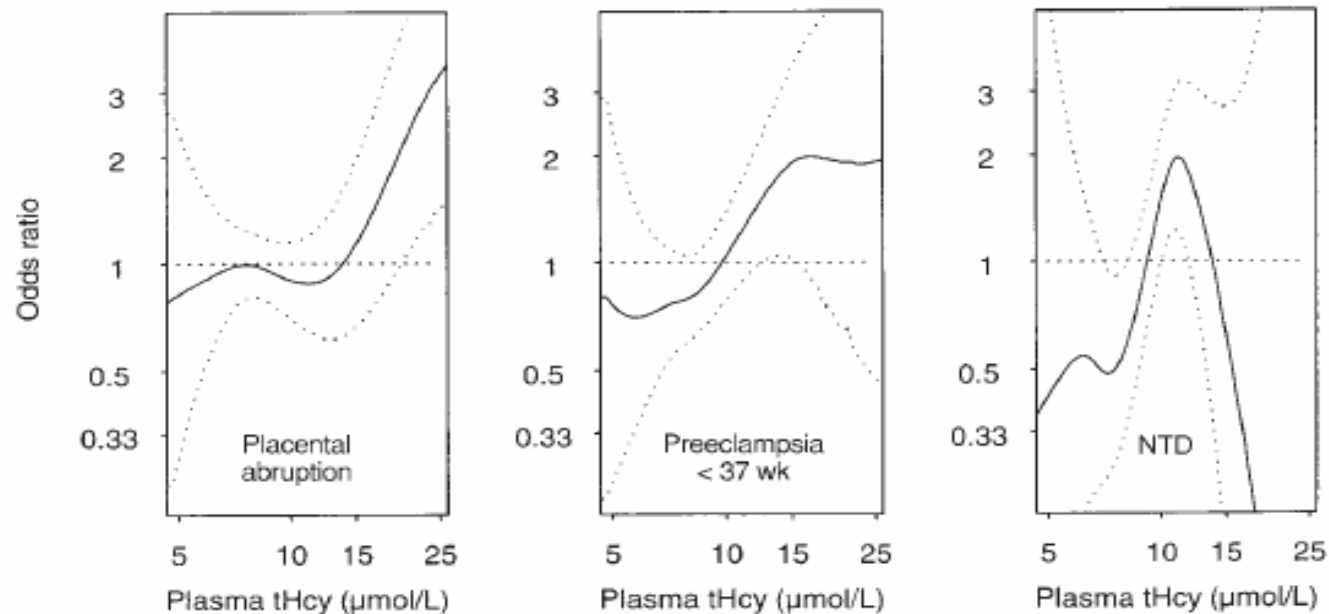 Odds ratio
3
2
1
0.5
0.33
Placental
abruption
5 10 15 25
Plasma tHcy (µmol/L)
3
2
1
0.5
0.33
Preeclampsia
< 37 wk
5 10 15 25
Plasma tHcy (µmol/L)
3
2
1
0.5
0.33
NTD
5 10 15 25
Plasma tHcy (µmol/L)